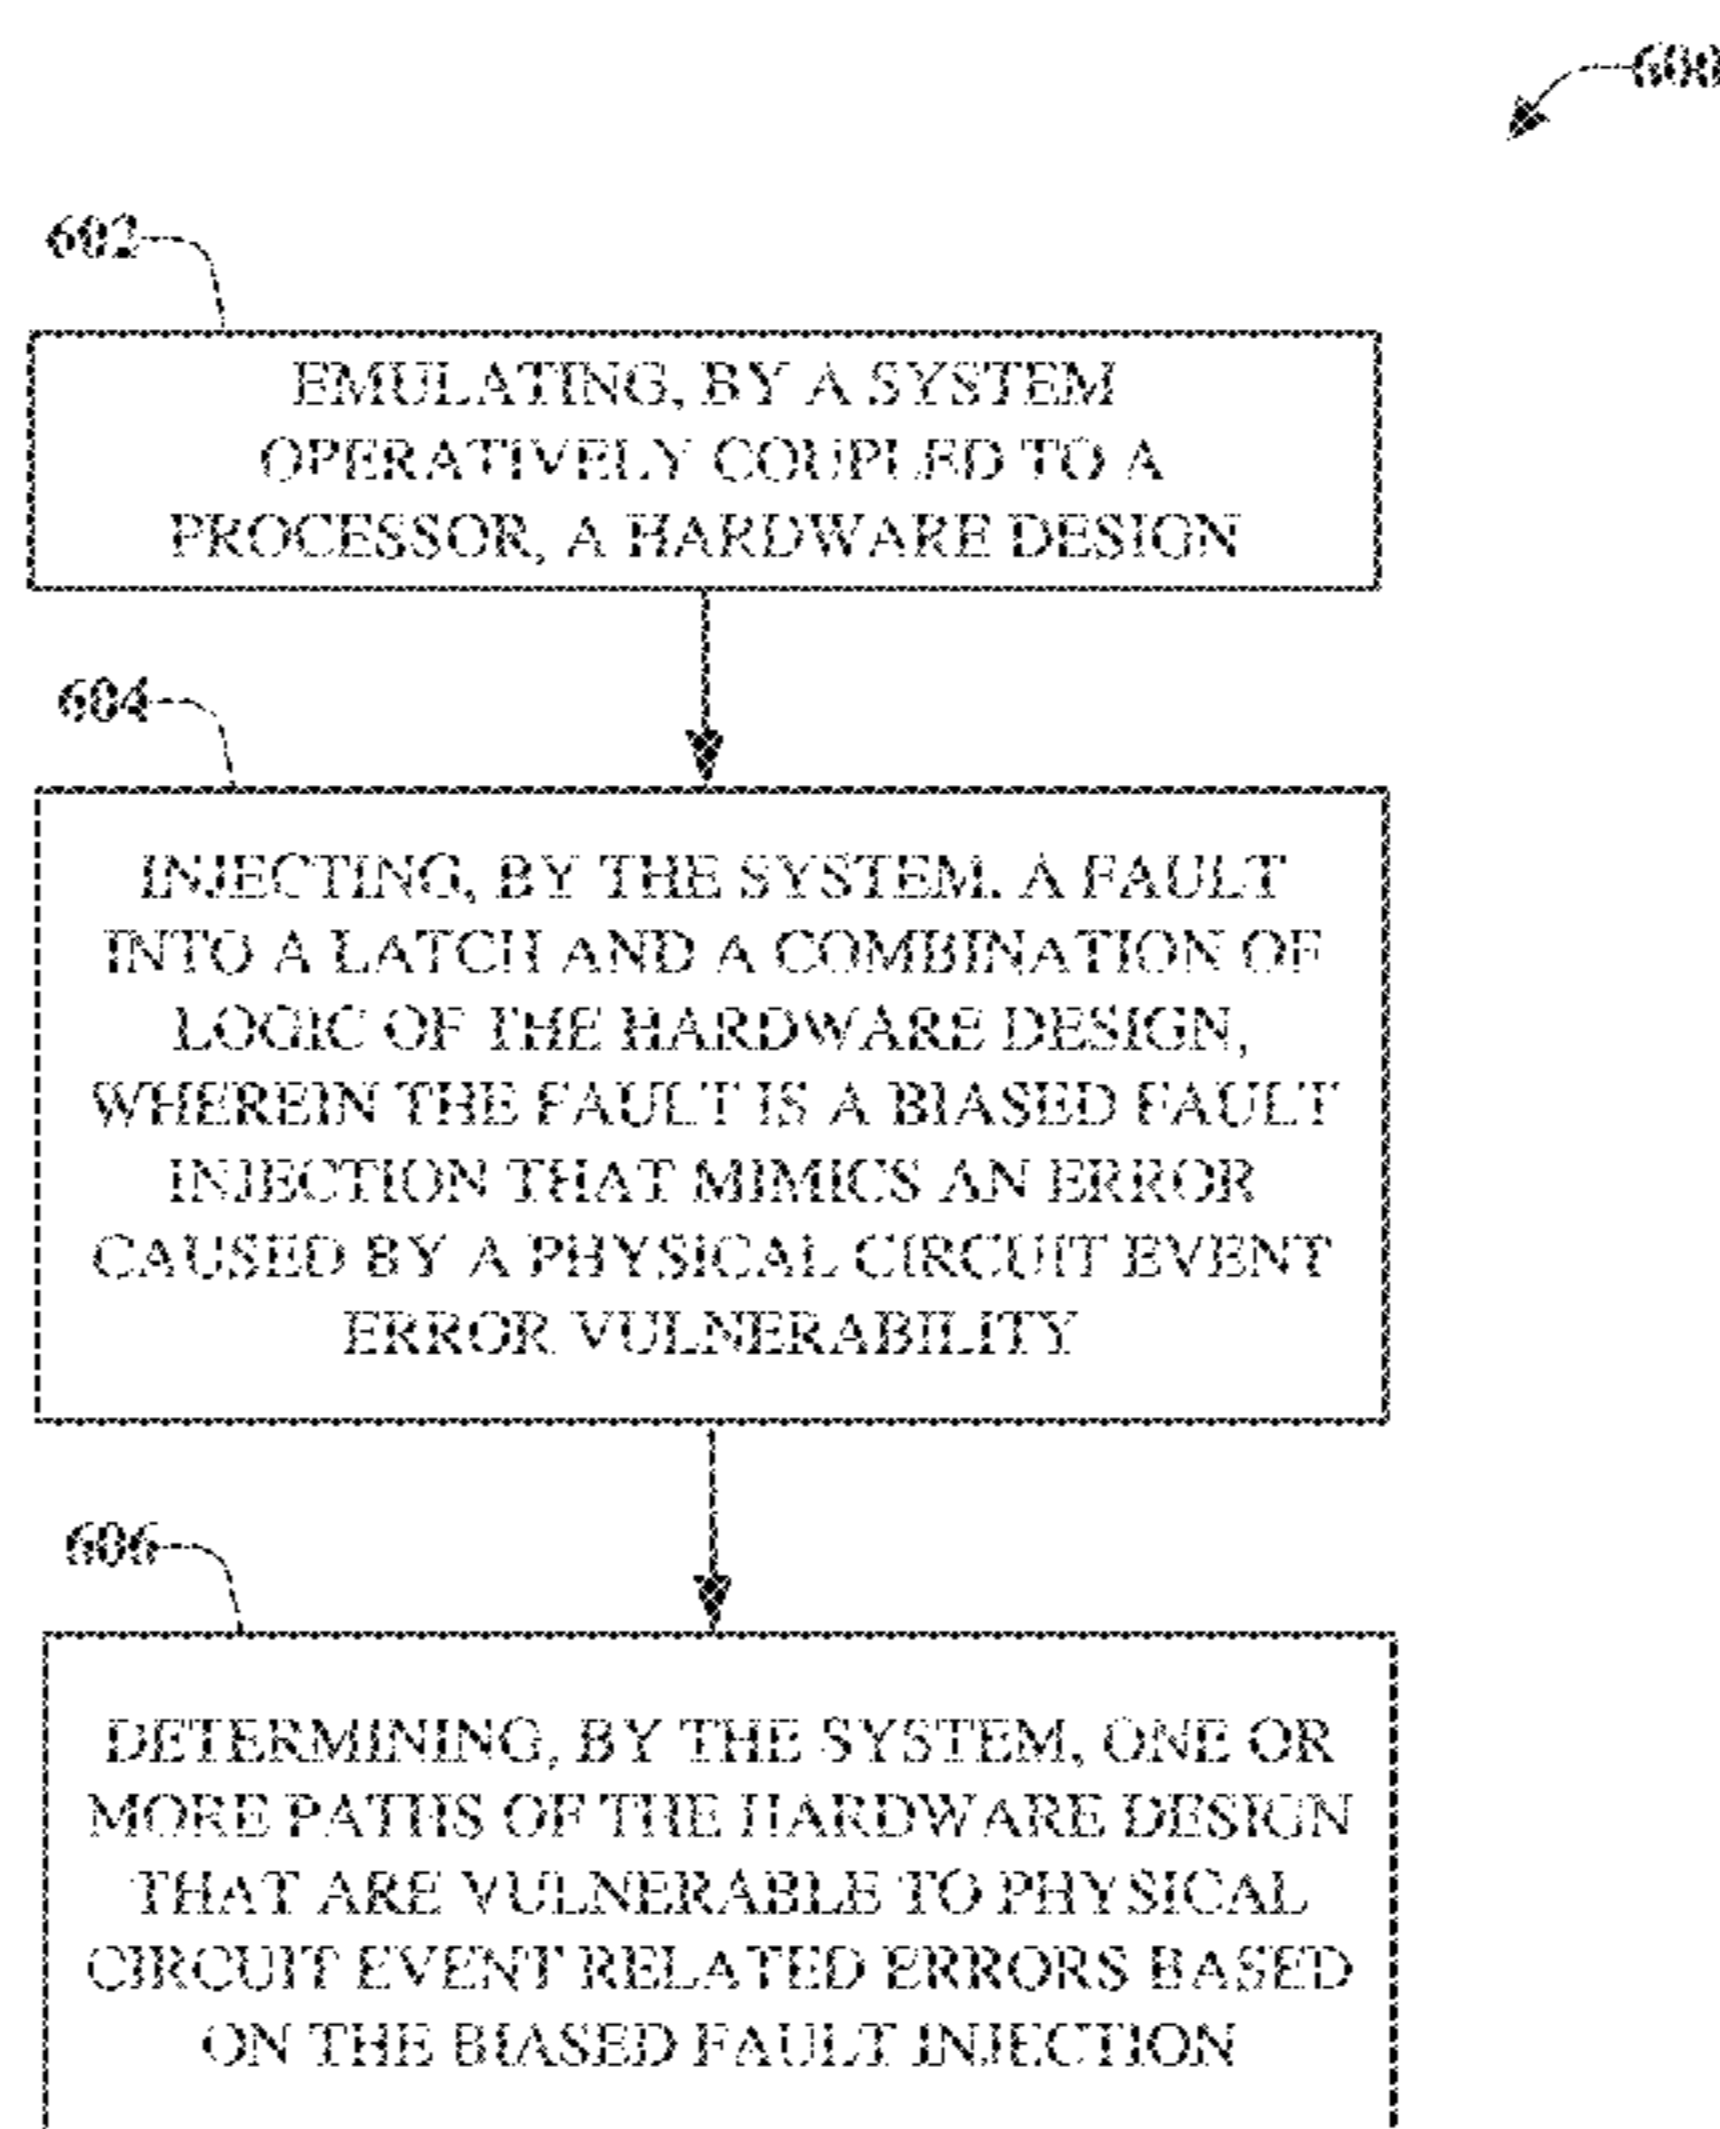 600
602
EMULATING, BY A SYSTEM
OPERATIVELY COUPLED TO A
PROCESSOR, A HARDWARE DESIGN
604
INJECTING, BY THE SYSTEM, A FAULT
INTO A LATCH AND A COMBINATION OF
LOGIC OF THE HARDWARE DESIGN,
WHEREIN THE FAULT IS A BIASED FAULT
INJECTION THAT MIMICS AN ERROR
CAUSED BY A PHYSICAL CIRCUIT EVENT
ERROR VULNERABILITY
606
DETERMINING, BY THE SYSTEM, ONE OR
MORE PATHS OF THE HARDWARE DESIGN
THAT ARE VULNERABLE TO PHYSICAL
CIRCUIT EVENT RELATED ERRORS BASED
ON THE BIASED FAULT INJECTION